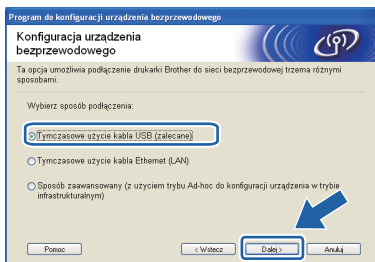 Program do konfiguracji urządzenia bezprzewodowego
Konfiguracja urządzenia
bezprzewodowego
Ta opcja umożliwia podłączenie drukarki Brother do sieci bezprzewodowej trzema różnymi
sposobami.
Wybierz sposób podłączenia:
Tymczasowe użycie kabla USB (zalecane)
Tymczasowe użycie kabla Ethernet (LAN)
Sposób zaawansowany (z użyciem trybu Ad-hoc do konfiguracji urządzenia w trybie
infrastrukturalnym)
Pomoc
< Wstecz
Dalej >
Anuluj